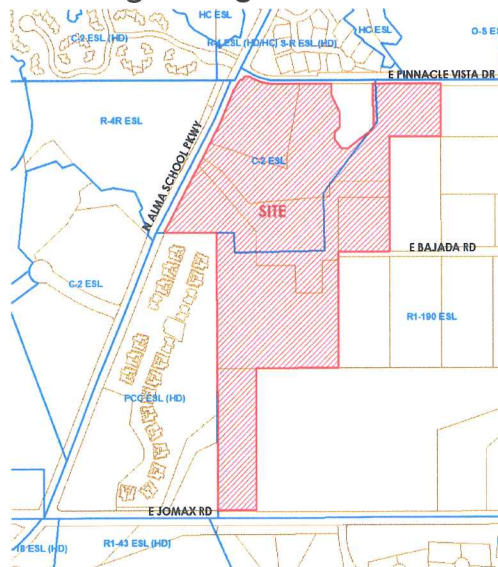 HC ESL
C-2 ESL (HD)
R-4 ESL (HD/HC)
S-R ESL (HD)
HC ESL
O-S ES
E PINNACLE VISTA DR
R-4R ESL
N ALMA SCHOOL PKWY
C-2 ESL
SITE
E BAJADA RD
C-2 ESL
R1-190 ESL
PCC ESL (HD)
E JOMAX RD
R1-43 ESL (HD)
-18 ESL (HD)